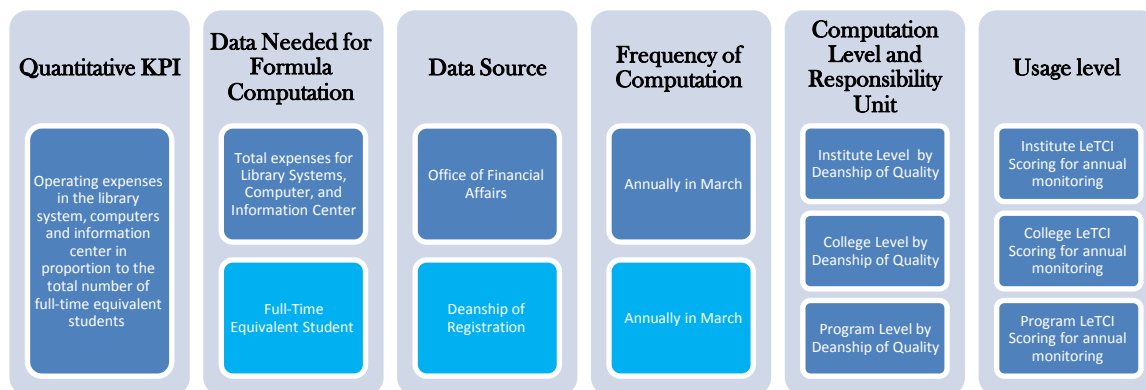 Quantitative KPI
Operating expenses
in the library
system, computers
and information
center in
proportion to the
total number of
full-time equivalent
students
Data Needed for
Formula
Computation
Total expenses for
Library Systems,
Computer, and
Information Center
Full-Time
Equivalent Student
Data Source
Office of Financial
Affairs
Deanship of
Registration
Frequency of
Computation
Annually in March
Annually in March
Computation
Level and
Responsibility
Unit
Institute Level by
Deanship of Quality
College Level by
Deanship of Quality
Program Level by
Deanship of Quality
Usage level
Institute LeTCI
Scoring for annual
monitoring
College LeTCI
Scoring for annual
monitoring
Program LeTCI
Scoring for annual
monitoring